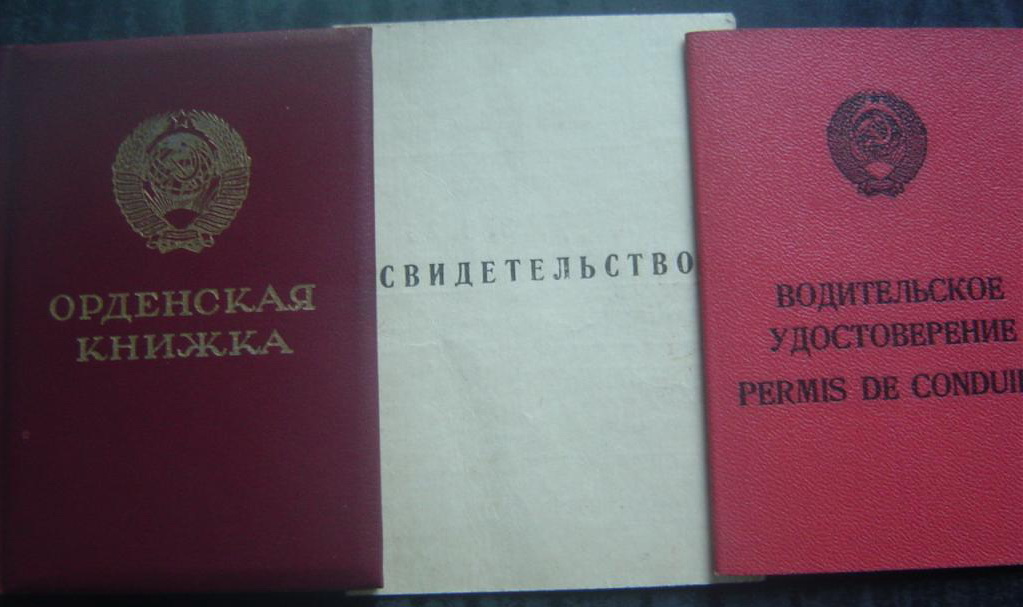 ОРДЕНСКАЯ
КНИЖКА
СВИДЕТЕЛЬСТВО
ВОДИТЕЛЬСКОЕ
УДОСТОВЕРЕНИЕ
PERMIS DE